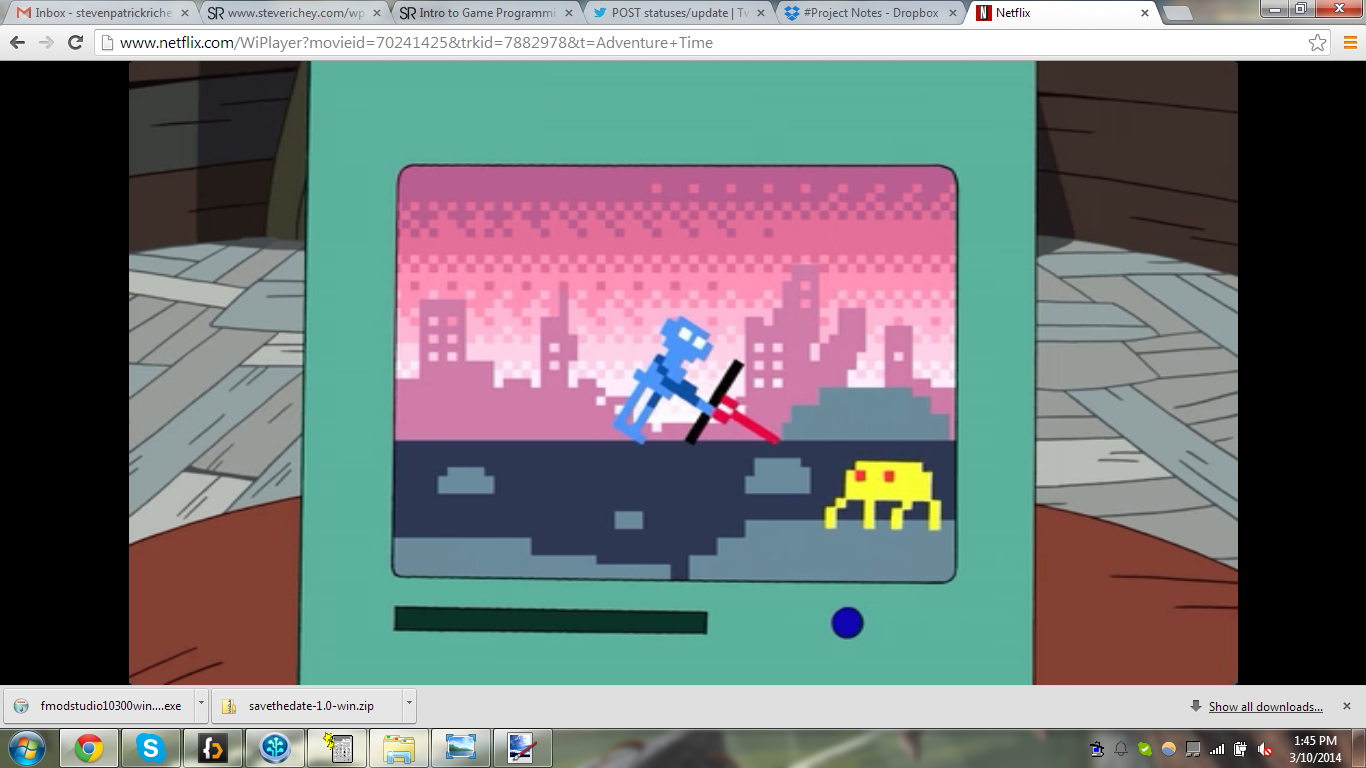 Inbox - stevenpatrickriche
www.steverichey.com/wp
Intro to Game Programmi
POST statuses/update | Tw
#Project Notes - Dropbox
Netflix
www.netflix.com/WiPlayer?movieid=70241425&trkid=7882978&t=Adventure+Time
fmodstudio10300win....exe
savethedate-1.0-win.zip
Show all downloads...
1:45 PM
3/10/2014